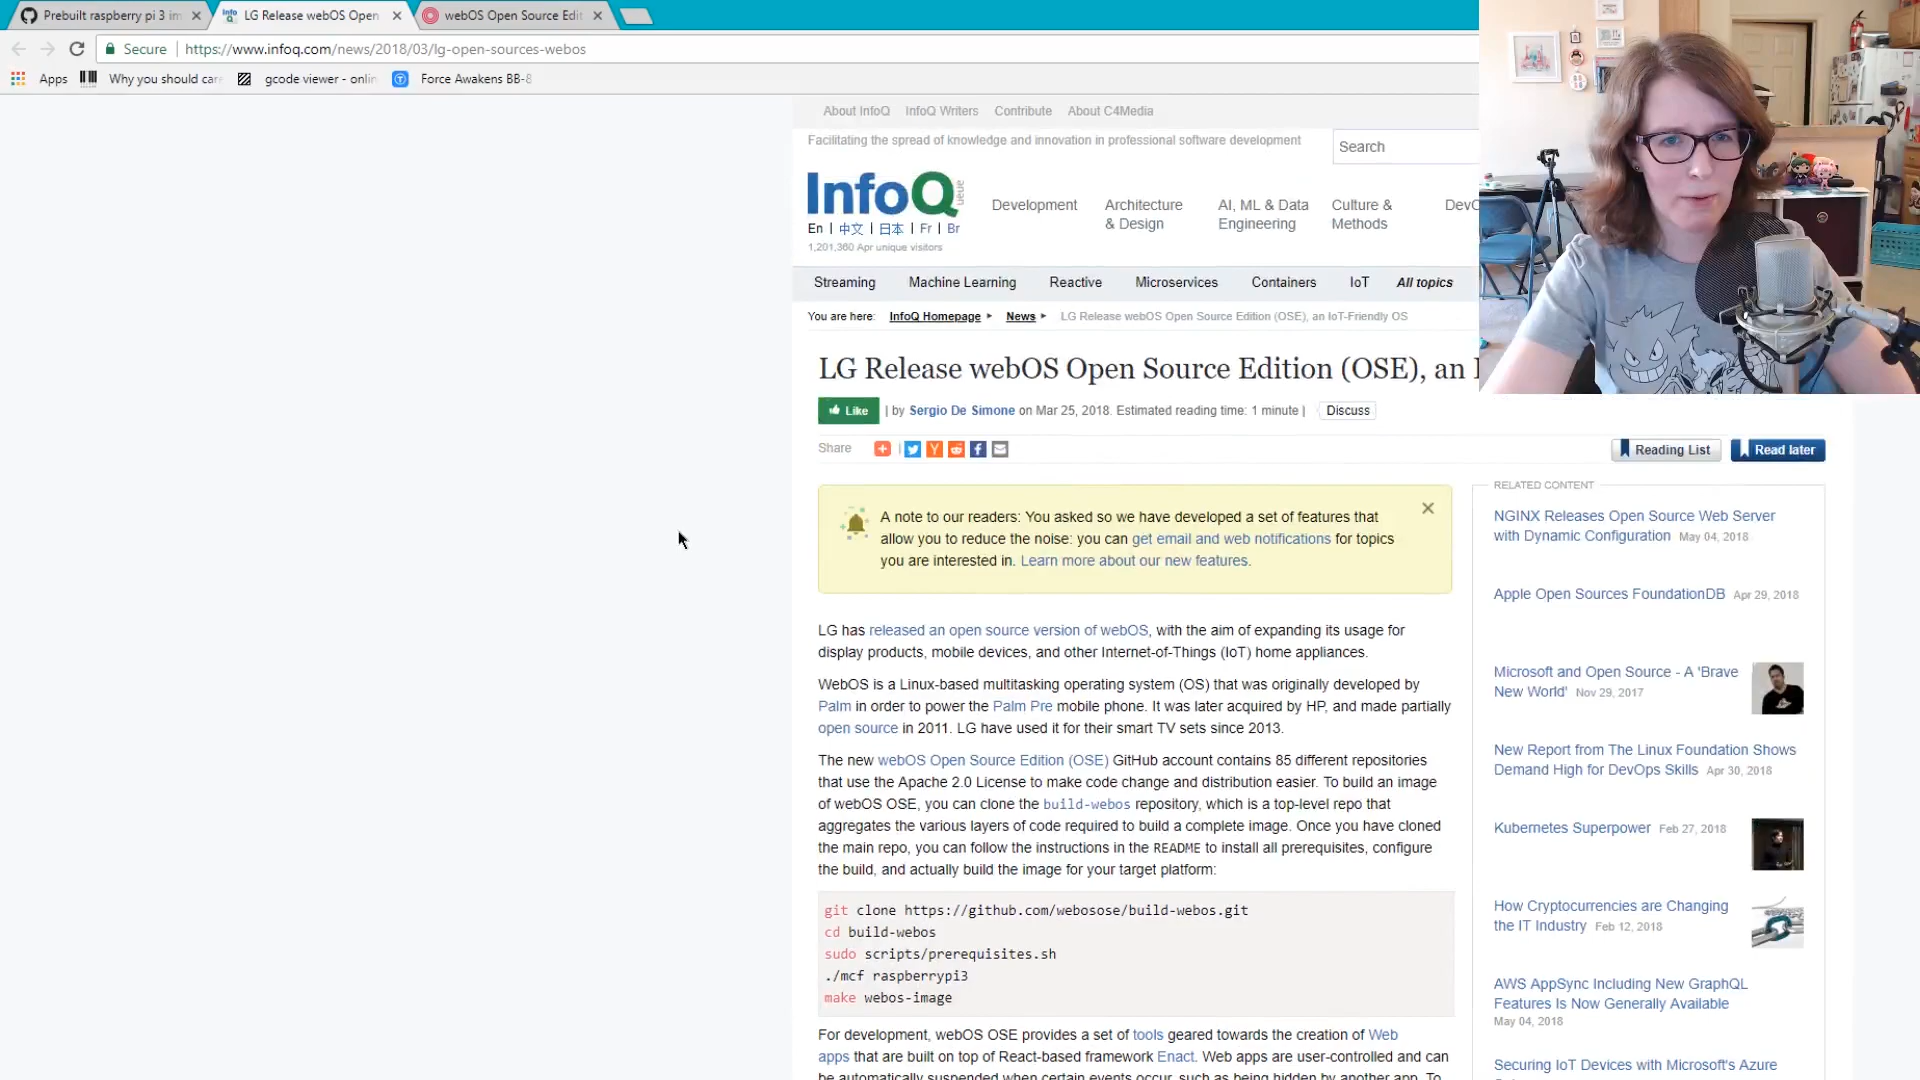 Prebuilt raspberry pi 3 im
LG Release webOS Open
webOS Open Source Edit
Secure
https://www.infoq.com/news/2018/03/lg-open-sources-webos
Apps
Why you should car
gcode viewer - onlin
Force Awakens BB-8
About InfoQ InfoQ Writers Contribute About C4Media
Facilitating the spread of knowledge and innovation in professional software development
Search
InfoQ
En | 中文 | 日本 | Fr | Br
1,201,360 Apr unique visitors
Development
Architecture
& Design
AI, ML & Data
Engineering
Culture &
Methods
DevO
Streaming Machine Learning Reactive Microservices Containers IoT All topics
You are here: InfoQ Homepage News LG Release webOS Open Source Edition (OSE), an IoT-Friendly OS
LG Release webOS Open Source Edition (OSE), an I
Like | by Sergio De Simone on Mar 25, 2018. Estimated reading time: 1 minute | Discuss
Share
Reading List
Read later
A note to our readers: You asked so we have developed a set of features that
allow you to reduce the noise: you can get email and web notifications for topics
you are interested in. Learn more about our new features.
LG has released an open source version of webOS, with the aim of expanding its usage for
display products, mobile devices, and other Internet-of-Things (IoT) home appliances.
WebOS is a Linux-based multitasking operating system (OS) that was originally developed by
Palm in order to power the Palm Pre mobile phone. It was later acquired by HP, and made partially
open source in 2011. LG have used it for their smart TV sets since 2013.
The new webOS Open Source Edition (OSE) GitHub account contains 85 different repositories
that use the Apache 2.0 License to make code change and distribution easier. To build an image
of webOS OSE, you can clone the build-webos repository, which is a top-level repo that
aggregates the various layers of code required to build a complete image. Once you have cloned
the main repo, you can follow the instructions in the README to install all prerequisites, configure
the build, and actually build the image for your target platform:
git clone https://github.com/webosose/build-webos.git
cd build-webos
sudo scripts/prerequisites.sh
./mcf raspberrypi3
make webos-image
For development, webOS OSE provides a set of tools geared towards the creation of Web
apps that are built on top of React-based framework Enact. Web apps are user-controlled and can
be automatically suspended when certain events occur, such as being hidden by another app. To
RELATED CONTENT
NGINX Releases Open Source Web Server
with Dynamic Configuration May 04, 2018
Apple Open Sources FoundationDB Apr 29, 2018
Microsoft and Open Source - A 'Brave
New World' Nov 29, 2017
New Report from The Linux Foundation Shows
Demand High for DevOps Skills Apr 30, 2018
Kubernetes Superpower Feb 27, 2018
How Cryptocurrencies are Changing
the IT Industry Feb 12, 2018
AWS AppSync Including New GraphQL
Features Is Now Generally Available
May 04, 2018
Securing IoT Devices with Microsoft's Azure